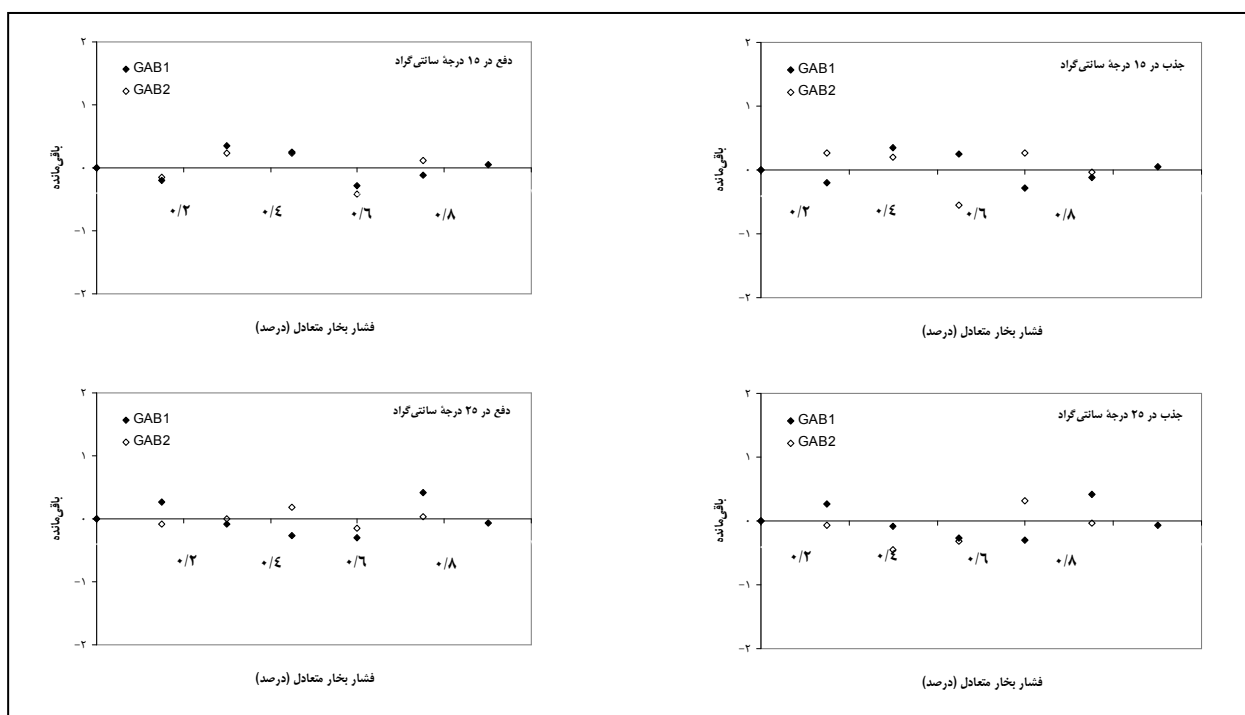 جذب در ۱۵ درجهٔ سانتی‌گراد
GAB1
GAB2
۲
۱
۰
−۱
−۲
باقی‌مانده
۰/۲ ۰/٤ ۰/٦ ۰/۸
فشار بخار متعادل (درصد)
دفع در ۱۵ درجهٔ سانتی‌گراد
GAB1
GAB2
۲
۱
۰
−۱
−۲
باقی‌مانده
۰/۲ ۰/٤ ۰/٦ ۰/۸
فشار بخار متعادل (درصد)
جذب در ۲۵ درجهٔ سانتی‌گراد
GAB1
GAB2
۲
۱
۰
−۱
−۲
باقی‌مانده
۰/۲ ۰/٤ ۰/٦ ۰/۸
فشار بخار متعادل (درصد)
دفع در ۲۵ درجهٔ سانتی‌گراد
GAB1
GAB2
۲
۱
۰
−۱
−۲
باقی‌مانده
۰/۲ ۰/٤ ۰/٦ ۰/۸
فشار بخار متعادل (درصد)